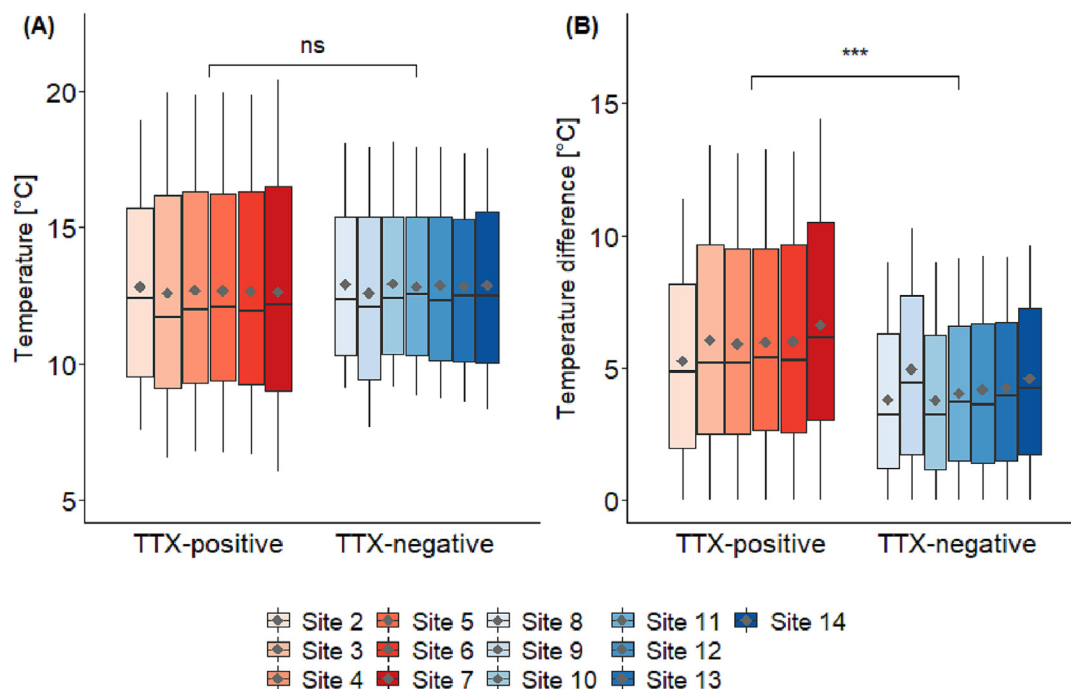 (A)
ns
Temperature [°C]
20
15
10
5
TTX-positive TTX-negative
(B)
***
Temperature difference [°C]
15
10
5
0
TTX-positive TTX-negative
Site 2 Site 5 Site 8 Site 11 Site 14
Site 3 Site 6 Site 9 Site 12
Site 4 Site 7 Site 10 Site 13